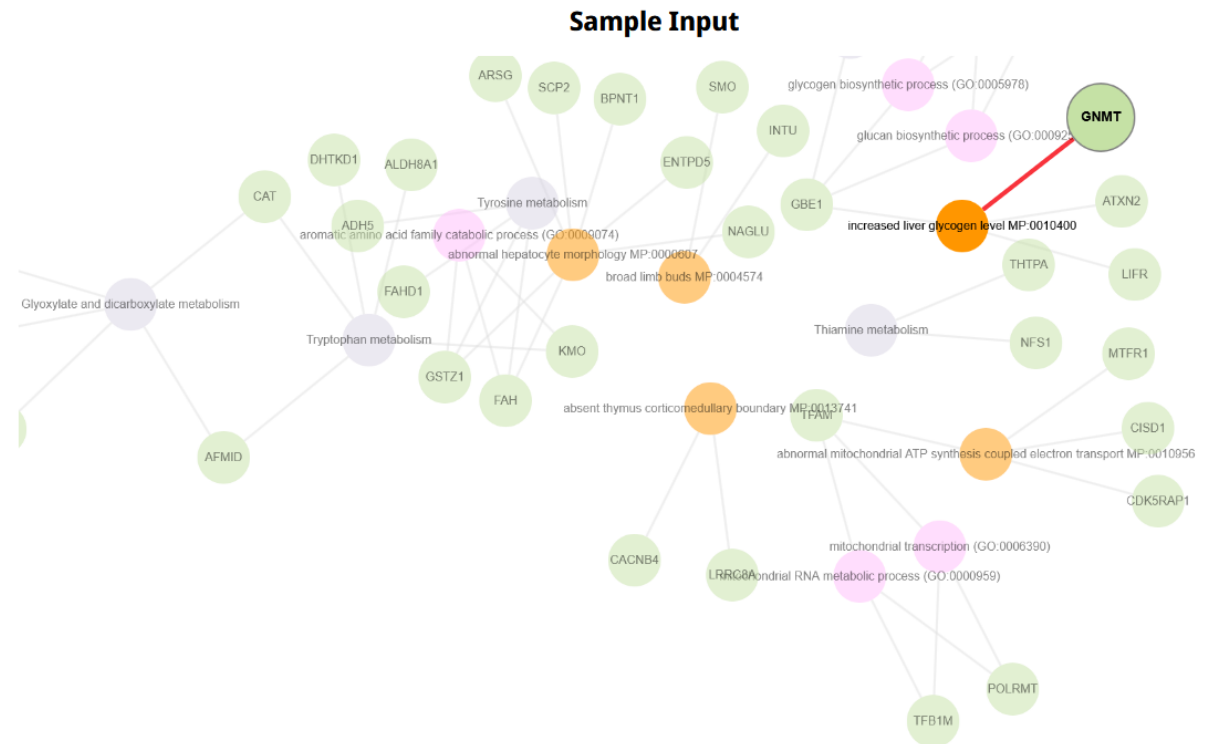 Sample Input
ARSG
SCP2
BPNT1
SMO
glycogen biosynthetic process (GO:0005978)
GNMT
INTU
glucan biosynthetic process (GO:000925
DHTKD1
ALDH8A1
ENTPD5
CAT
Tyrosine metabolism
GBE1
ATXN2
ADH5
aromatic amino acid family catabolic process (GO:0009074)
NAGLU
increased liver glycogen level MP:0010400
abnormal hepatocyte morphology MP:0000607
THTPA
broad limb buds MP:0004574
LIFR
FAHD1
Glyoxylate and dicarboxylate metabolism
Thiamine metabolism
Tryptophan metabolism
NFS1
KMO
MTFR1
GSTZ1
FAH
absent thymus corticomedullary boundary MP:0013741
TFAM
CISD1
AFMID
abnormal mitochondrial ATP synthesis coupled electron transport MP:0010956
CDK5RAP1
mitochondrial transcription (GO:0006390)
CACNB4
LRRC8A
mitochondrial RNA metabolic process (GO:0000959)
POLRMT
TFB1M